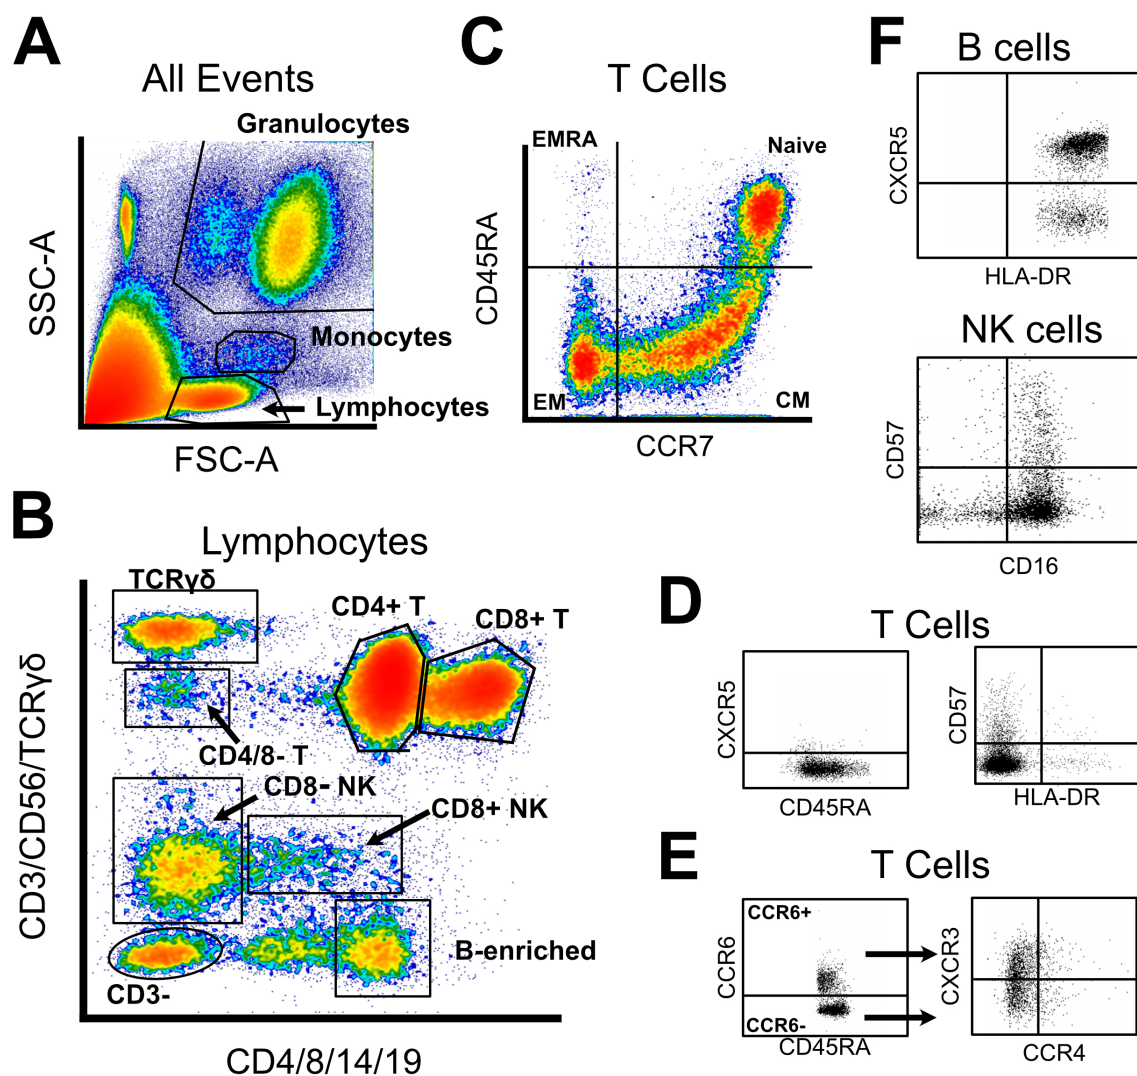 A
All Events
Granulocytes
Monocytes
Lymphocytes
SSC-A
FSC-A
B
Lymphocytes
TCRγδ
CD4+ T
CD8+ T
CD4/8- T
CD8- NK
CD8+ NK
B-enriched
CD3-
CD3/CD56/TCRγδ
CD4/8/14/19
C
T Cells
EMRA
Naive
EM
CM
CD45RA
CCR7
D
T Cells
CXCR5
CD45RA
CD57
HLA-DR
E
T Cells
CCR6+
CCR6-
CCR6
CD45RA
CXCR3
CCR4
F
B cells
CXCR5
HLA-DR
NK cells
CD57
CD16